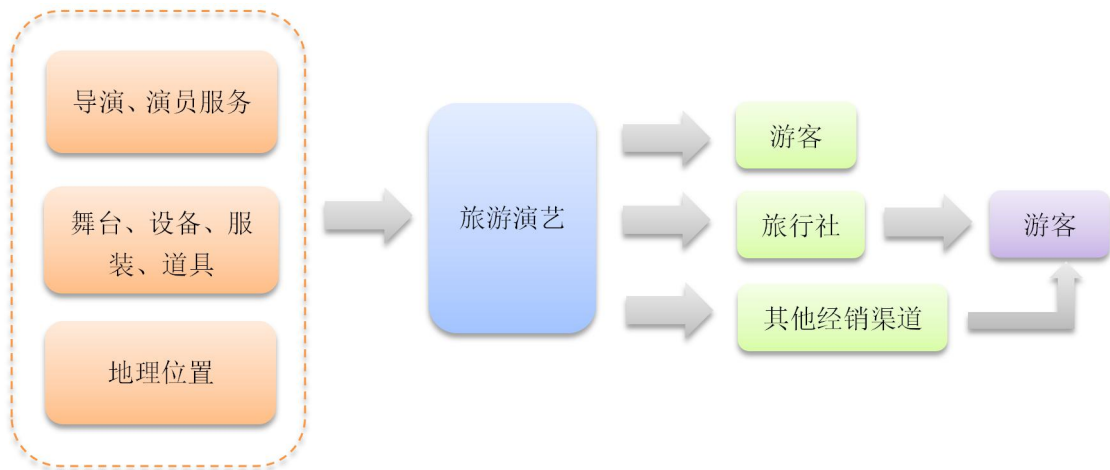 导演、演员服务
舞台、设备、服
装、道具
地理位置
旅游演艺
游客
旅行社
其他经销渠道
游客